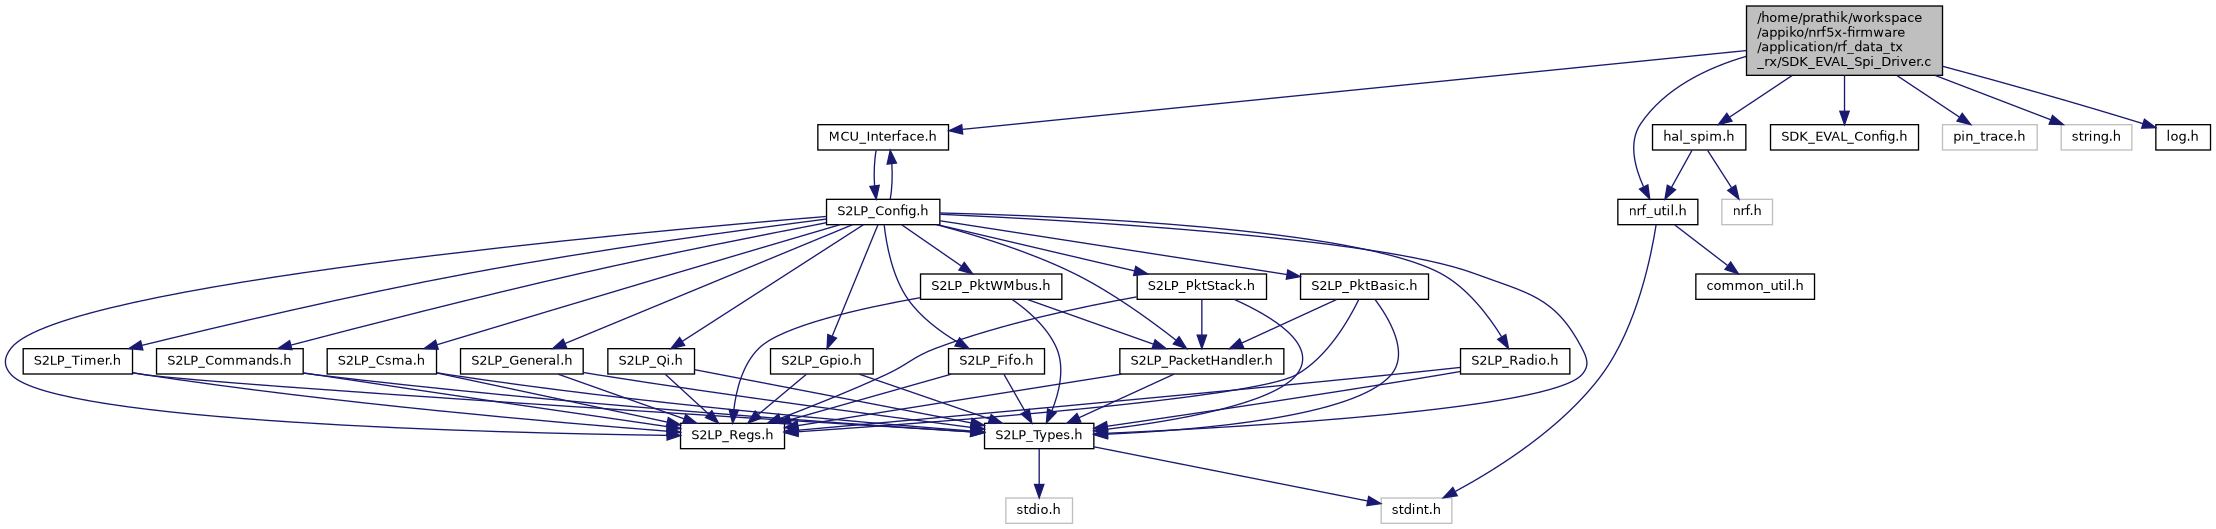 /home/prathik/workspace
/appiko/nrf5x-firmware
/application/rf_data_tx
_rx/SDK_EVAL_Spi_Driver.c
MCU_Interface.h
hal_spim.h
SDK_EVAL_Config.h
pin_trace.h
string.h
log.h
S2LP_Config.h
nrf_util.h
nrf.h
S2LP_PktWMbus.h
S2LP_PktStack.h
S2LP_PktBasic.h
common_util.h
S2LP_Timer.h
S2LP_Commands.h
S2LP_Csma.h
S2LP_General.h
S2LP_Qi.h
S2LP_Gpio.h
S2LP_Fifo.h
S2LP_PacketHandler.h
S2LP_Radio.h
S2LP_Regs.h
S2LP_Types.h
stdio.h
stdint.h